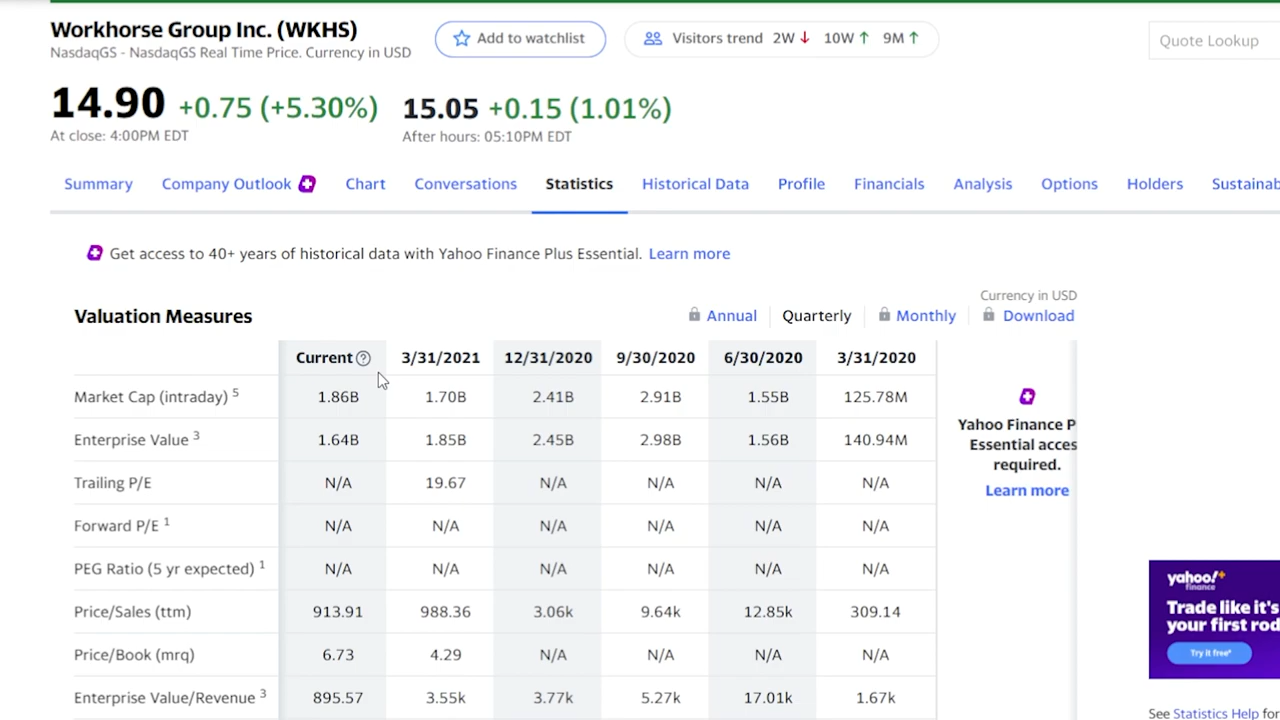 Workhorse Group Inc. (WKHS)
NasdaqGS - NasdaqGS Real Time Price. Currency in USD
Add to watchlist
Visitors trend 2W ↓ 10W ↑ 9M ↑
Quote Lookup
14.90 +0.75 (+5.30%)
At close: 4:00PM EDT
15.05 +0.15 (1.01%)
After hours: 05:10PM EDT
Summary Company Outlook Chart Conversations Statistics Historical Data Profile Financials Analysis Options Holders Sustainab
Get access to 40+ years of historical data with Yahoo Finance Plus Essential. Learn more
Currency in USD
Valuation Measures Annual Quarterly Monthly Download
Current 3/31/2021 12/31/2020 9/30/2020 6/30/2020 3/31/2020
Market Cap (intraday) 5 1.86B 1.70B 2.41B 2.91B 1.55B 125.78M
Enterprise Value 3 1.64B 1.85B 2.45B 2.98B 1.56B 140.94M
Trailing P/E N/A 19.67 N/A N/A N/A N/A
Forward P/E 1 N/A N/A N/A N/A N/A N/A
PEG Ratio (5 yr expected) 1 N/A N/A N/A N/A N/A N/A
Price/Sales (ttm) 913.91 988.36 3.06k 9.64k 12.85k 309.14
Price/Book (mrq) 6.73 4.29 N/A N/A N/A N/A
Enterprise Value/Revenue 3 895.57 3.55k 3.77k 5.27k 17.01k 1.67k
Yahoo Finance P
Essential acces
required.
Learn more
yahoo!+
finance
Trade like it's
your first rod
Try it free*
See Statistics Help for